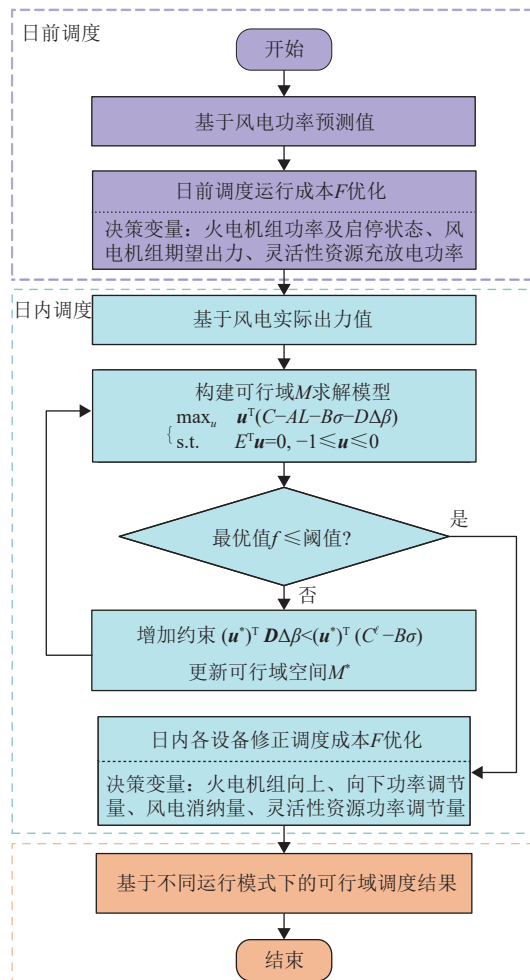 日前调度
开始
基于风电功率预测值
日前调度运行成本F优化
决策变量：火电机组功率及启停状态、风
电机组期望出力、灵活性资源充放电功率
日内调度
基于风电实际出力值
构建可行域M求解模型
{ max_u u^T(C−AL−Bσ−DΔβ)
s.t. E^T u=0, −1≤u≤0
最优值f≤阈值?
是
否
增加约束 (u^*)^T DΔβ<(u^*)^T (C^ℓ−Bσ)
更新可行域空间M^*
日内各设备修正调度成本F优化
决策变量：火电机组向上、向下功率调节
量、风电消纳量、灵活性资源功率调节量
基于不同运行模式下的可行域调度结果
结束